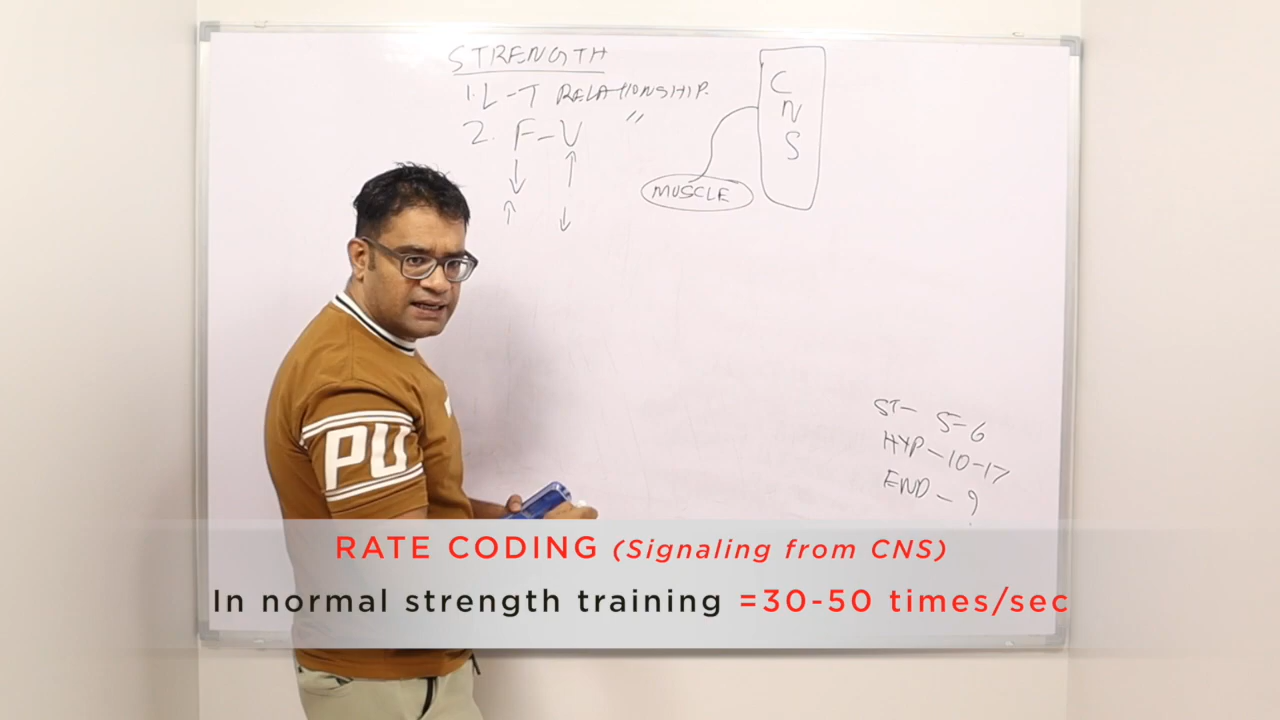 STRENGTH
1. L-T RELATIONSHIP.
2. F-V "
C
N
S
MUSCLE
ST- 5-6
HYP-10-17
END-9
PU
RATE CODING (Signaling from CNS)
In normal strength training =30-50 times/sec